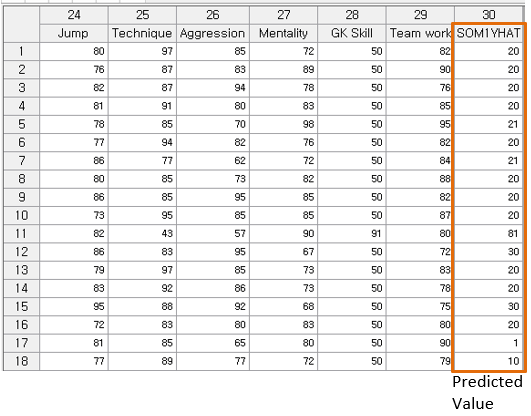 24 25 26 27 28 29 30
Jump Technique Aggression Mentality GK Skill Team work SOM1YHAT
1 80 97 85 72 50 82 20
2 76 87 83 89 50 90 20
3 82 87 94 78 50 76 20
4 81 91 80 83 50 85 20
5 78 85 70 98 50 95 21
6 77 94 82 76 50 82 20
7 86 77 62 72 50 84 21
8 80 85 73 82 50 88 20
9 86 85 95 85 50 82 20
10 73 95 85 85 50 87 20
11 82 43 57 90 91 80 81
12 86 83 95 67 50 72 30
13 79 97 85 73 50 83 20
14 83 92 86 73 50 78 20
15 95 88 92 68 50 75 30
16 72 83 80 83 50 80 20
17 81 85 65 80 50 90 1
18 77 89 77 72 50 79 10
Predicted
Value